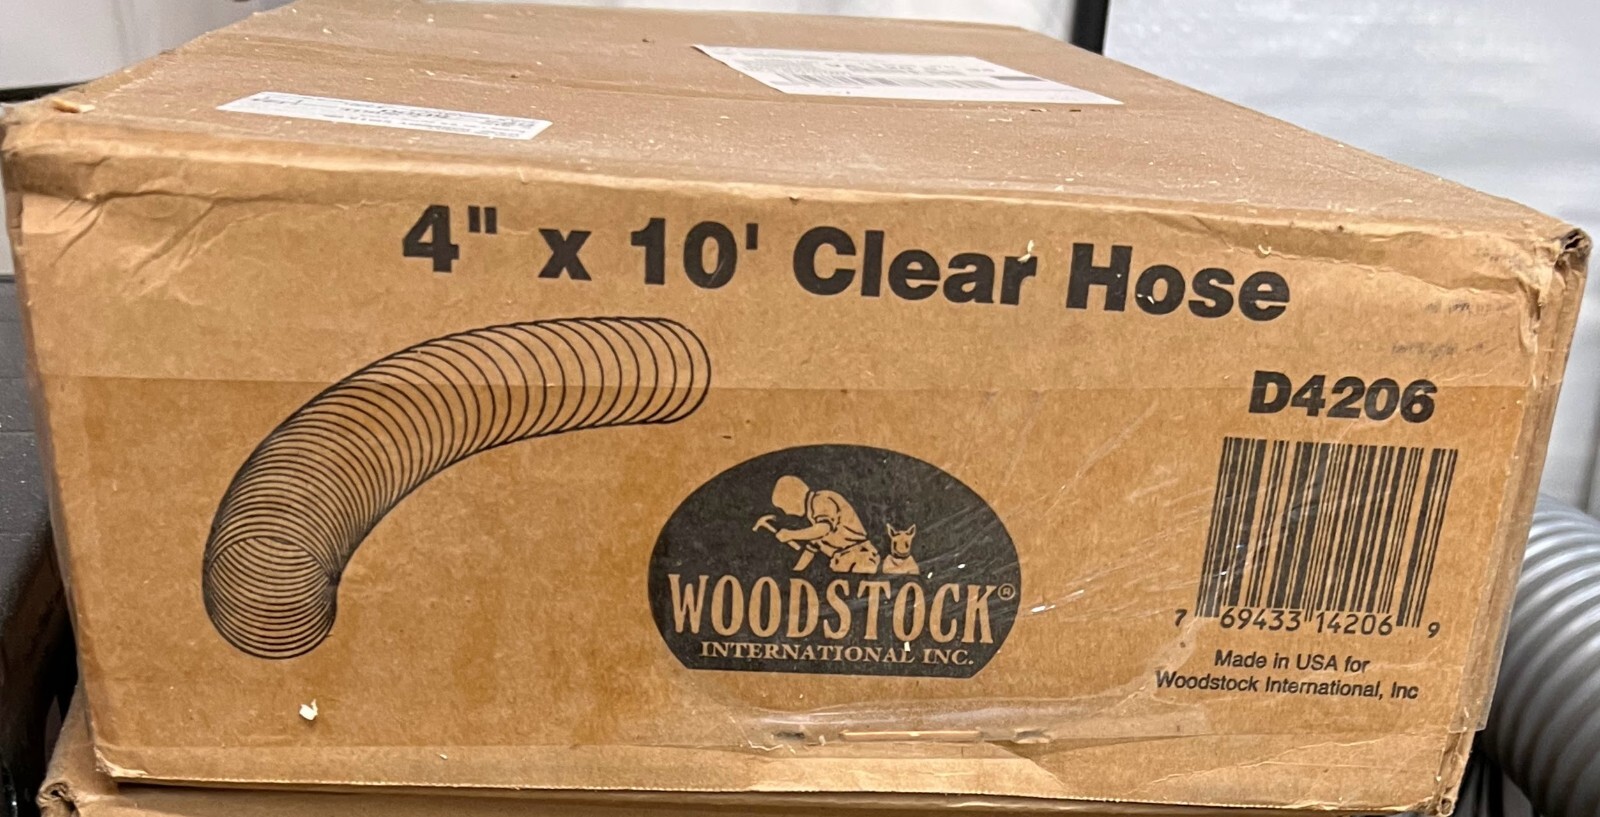 4" x 10' Clear Hose
D4206
WOODSTOCK®
INTERNATIONAL INC.
7 69433 14206 9
Made in USA for
Woodstock International, Inc